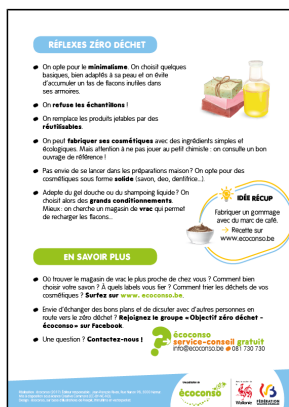 RÉFLEXES ZÉRO DÉCHET
On opte pour le minimalisme. On choisit quelques
basiques, bien adaptés à sa peau et on évite
d'accumuler un tas de flacons inutiles dans
ses armoires.
On refuse les échantillons !
On remplace les produits jetables par des
réutilisables.
On peut fabriquer ses cosmétiques avec des ingrédients simples et
écologiques. Mais attention à ne pas jouer au petit chimiste : on consulte un bon
ouvrage de référence !
Pas envie de se lancer dans les préparations maison ? On opte pour des
cosmétiques sous forme solide (savon, déo, dentifrice…).
Adepte du gel douche ou du shampoing liquide ? On
choisit alors des grands conditionnements.
Mieux : on cherche un magasin de vrac qui permet
de recharger les flacons…
IDÉE RÉCUP
Fabriquer un gommage
avec du marc de café.
→ Recette sur
www.ecoconso.be
EN SAVOIR PLUS
Où trouver le magasin de vrac le plus proche de chez vous ? Comment bien
choisir votre savon ? À quels labels vous fier ? Comment trier les déchets de vos
cosmétiques ? Surfez sur www.ecoconso.be.
Envie d'échanger des bons plans et de discuter avec d'autres personnes en
route vers le zéro déchet ? Rejoignez le groupe « Objectif zéro déchet -
écoconso » sur Facebook.
Une question ? Contactez-nous !
écoconso
service-conseil gratuit
info@ecoconso.be 081 730 730
écoconso
Wallonie